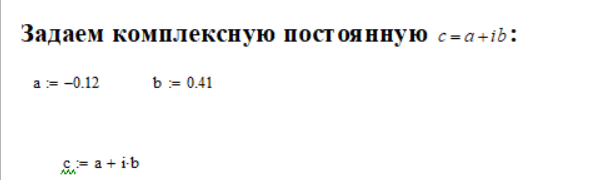 Задаем комплексную постоянную c=a+ib:
a := −0.12 b := 0.41
c := a + i·b